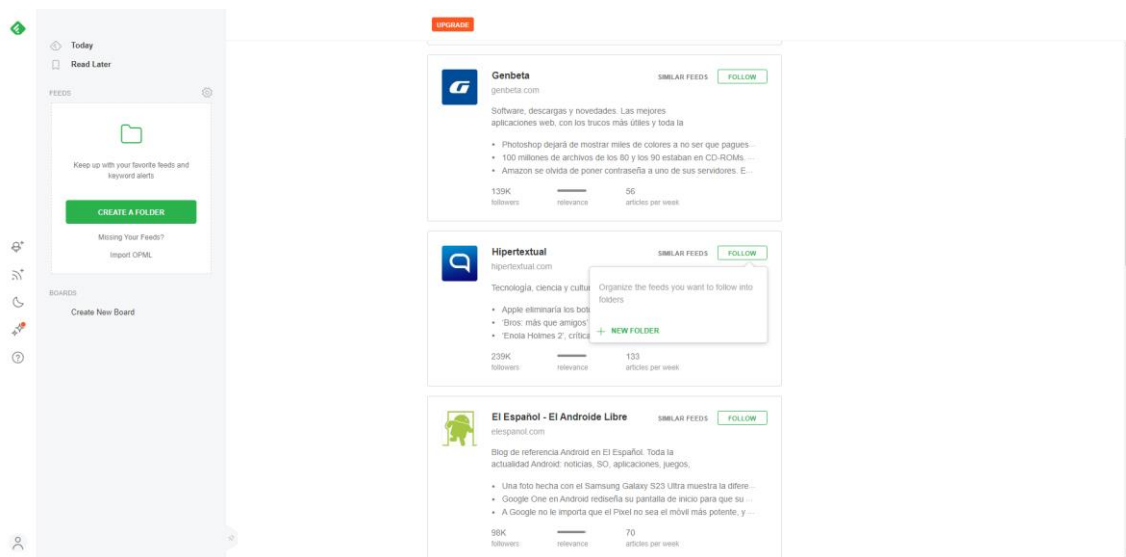 UPGRADE
Today
Read Later
FEEDS
Keep up with your favorite feeds and
keyword alerts
CREATE A FOLDER
Missing Your Feeds?
Import OPML
BOARDS
Create New Board
Genbeta
SIMILAR FEEDS
FOLLOW
genbeta.com
Software, descargas y novedades. Las mejores
aplicaciones web, con los trucos más útiles y toda la
• Photoshop dejará de mostrar miles de colores a no ser que pagues...
• 100 millones de archivos de los 80 y los 90 estaban en CD-ROMs. ...
• Amazon se olvida de poner contraseña a uno de sus servidores. E...
139K
56
followers
relevance
articles per week
Hipertextual
SIMILAR FEEDS
FOLLOW
hipertextual.com
Tecnología, ciencia y cultu
• Apple eliminaría los bot
• 'Bros: más que amigos'
• 'Enola Holmes 2', crítica
Organize the feeds you want to follow into
folders
+ NEW FOLDER
239K
133
followers
relevance
articles per week
El Español - El Androide Libre
SIMILAR FEEDS
FOLLOW
elespanol.com
Blog de referencia Android en El Español. Toda la
actualidad Android: noticias, SO, aplicaciones, juegos,
• Una foto hecha con el Samsung Galaxy S23 Ultra muestra la difere...
• Google One en Android rediseña su pantalla de inicio para que su ...
• A Google no le importa que el Pixel no sea el móvil más potente, y ...
98K
70
followers
relevance
articles per week